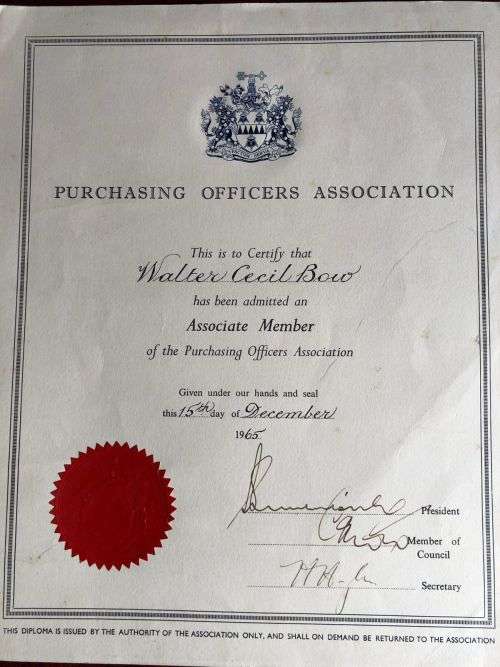 PURCHASING OFFICERS ASSOCIATION
This is to Certify that
Walter Cecil Bow
has been admitted an
Associate Member
of the Purchasing Officers Association
Given under our hands and seal
this 15th day of December
1965
President
Member of
Council
Secretary
THIS DIPLOMA IS ISSUED BY THE AUTHORITY OF THE ASSOCIATION ONLY, AND SHALL ON DEMAND BE RETURNED TO THE ASSOCIATION